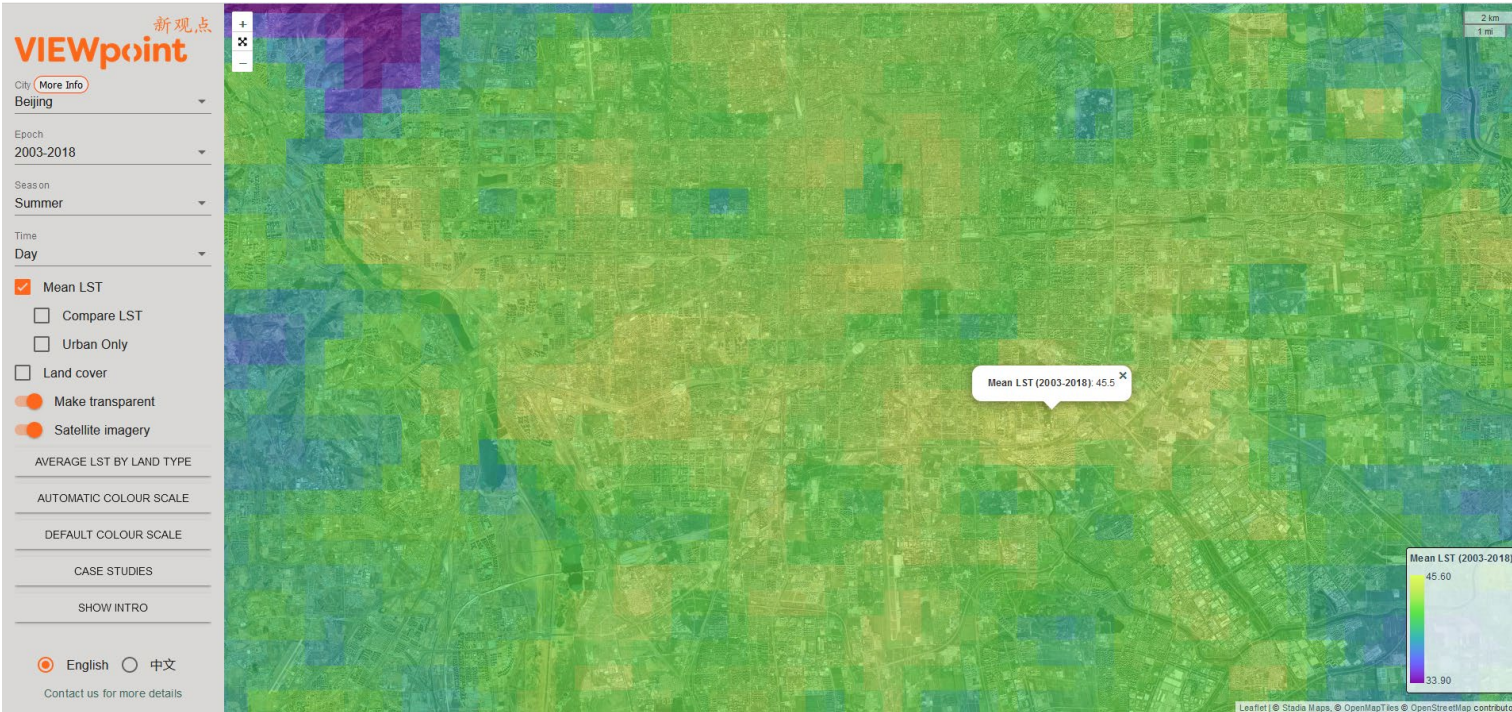 新观点
VIEWpoint
City More Info
Beijing
Epoch
2003-2018
Season
Summer
Time
Day
Mean LST
Compare LST
Urban Only
Land cover
Make transparent
Satellite imagery
AVERAGE LST BY LAND TYPE
AUTOMATIC COLOUR SCALE
DEFAULT COLOUR SCALE
CASE STUDIES
SHOW INTRO
English 中文
Contact us for more details
+
−
2 km
1 mi
Mean LST (2003-2018): 45.5 ×
Mean LST (2003-2018)
45.60
33.90
Leaflet | © Stadia Maps, © OpenMapTiles © OpenStreetMap contributo